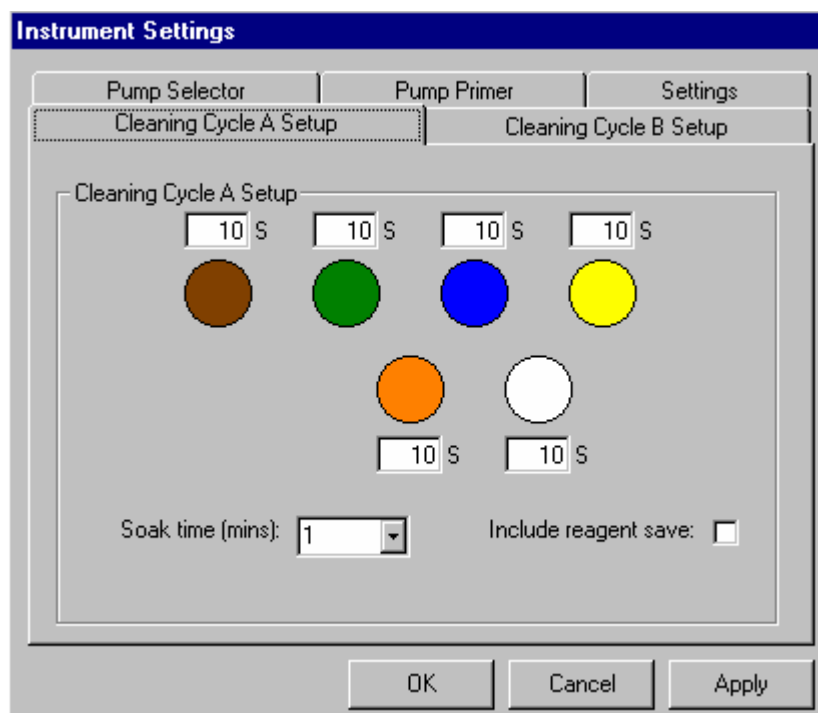 Instrument Settings
Pump Selector Pump Primer Settings
Cleaning Cycle A Setup Cleaning Cycle B Setup
Cleaning Cycle A Setup
10 S 10 S 10 S 10 S
10 S 10 S
Soak time (mins): 1 Include reagent save:
OK Cancel Apply